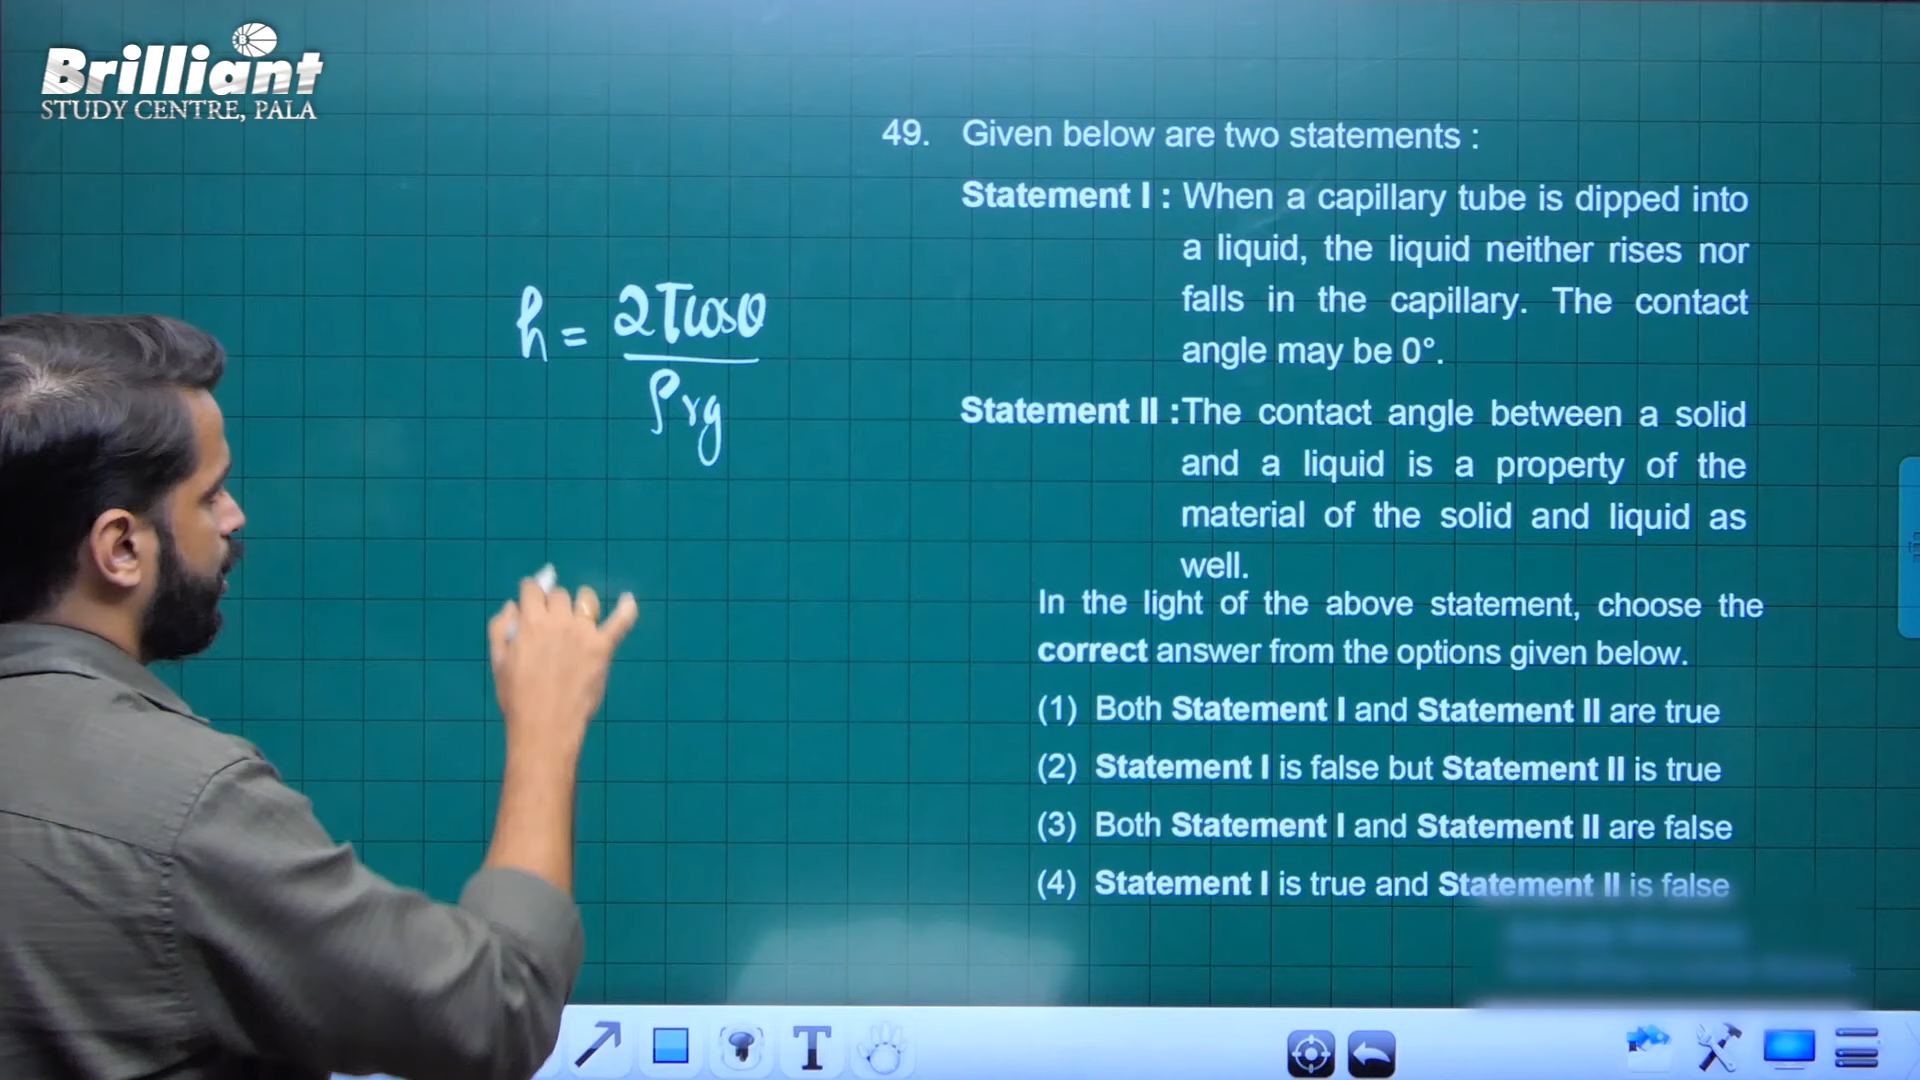 Brilliant
STUDY CENTRE, PALA
49. Given below are two statements :
Statement I : When a capillary tube is dipped into
a liquid, the liquid neither rises nor
falls in the capillary. The contact
angle may be 0°.
h = 2Tcosθ
ρrg
Statement II : The contact angle between a solid
and a liquid is a property of the
material of the solid and liquid as
well.
In the light of the above statement, choose the
correct answer from the options given below.
(1) Both Statement I and Statement II are true
(2) Statement I is false but Statement II is true
(3) Both Statement I and Statement II are false
(4) Statement I is true and Statement II is false
T